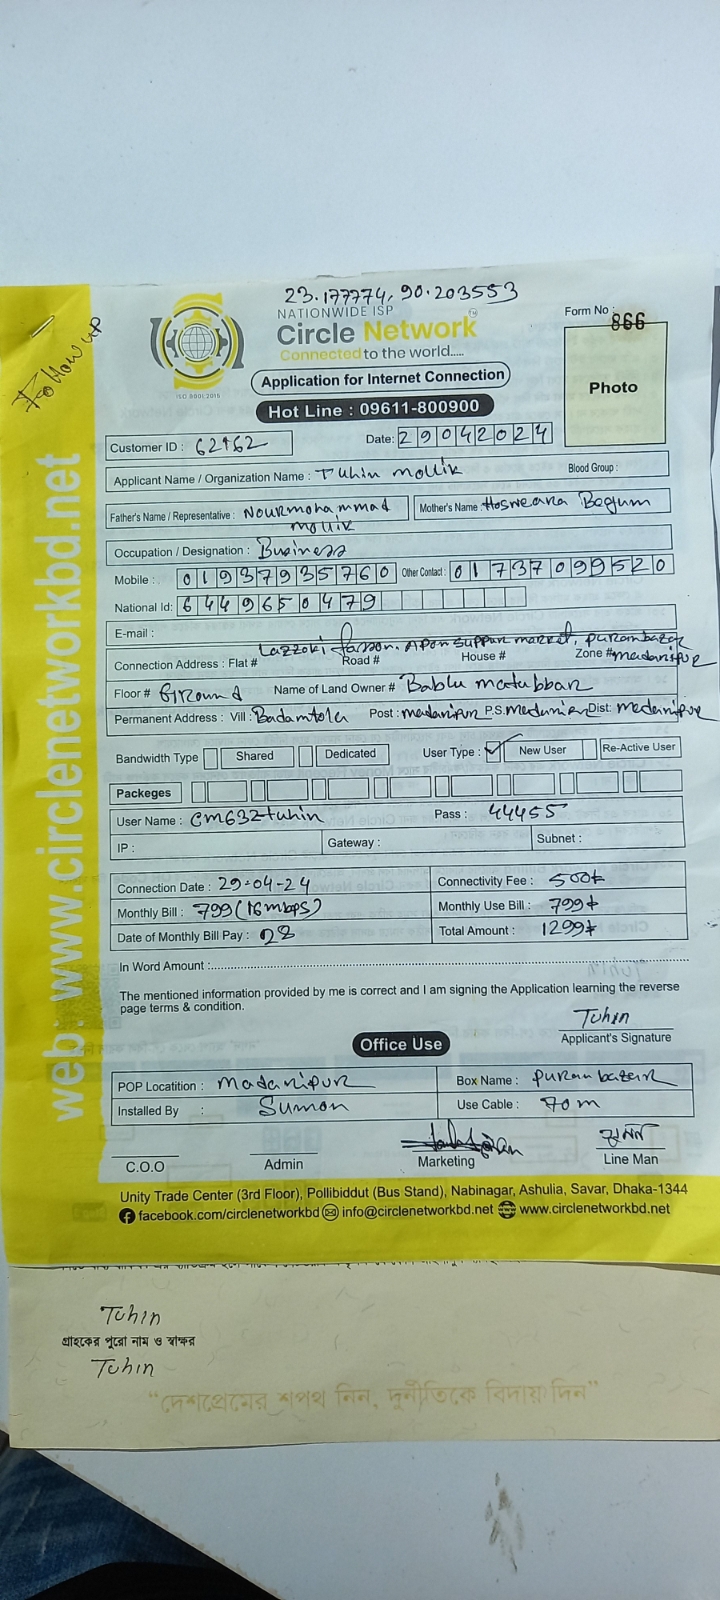 23.177774, 90.203553
NATIONWIDE ISP
Circle Network
Connected to the world.....
ISO 9001:2015
Form No : 866
Photo
Follow up
Application for Internet Connection
Hot Line : 09611-800900
Customer ID : 62462
Date: 29042024
Applicant Name / Organization Name : Tuhin mollik Blood Group :
Father's Name / Representative : Nourmohammad mollik Mother's Name : Hosneara Begum
Occupation / Designation : Business
Mobile : 01937935760 Other Contact : 01737099520
National Id: 6449650479
E-mail :
Connection Address : Flat # Road # House # Zone # madaripur
market, puranbazar
Floor # Ground Name of Land Owner # Bablu matubbar
Permanent Address : Vill : Badamtola Post : madaripur P.S. madaripur Dist: madaripur
Bandwidth Type Shared Dedicated User Type : New User Re-Active User
Packeges
User Name : cm632tuhin Pass : 44455
IP : Gateway : Subnet :
Connection Date : 29-04-24 Connectivity Fee : 500৳
Monthly Bill : 799 (16mbps) Monthly Use Bill : 799৳
Date of Monthly Bill Pay : 28 Total Amount : 1299৳
In Word Amount :
The mentioned information provided by me is correct and I am signing the Application learning the reverse
page terms & condition.
Tuhin
Applicant's Signature
Office Use
POP Locatition : madaripur Box Name : puranbazar
Installed By : Sumon Use Cable : 70m
C.O.O Admin Marketing Line Man
সুমন
Unity Trade Center (3rd Floor), Pollibiddut (Bus Stand), Nabinagar, Ashulia, Savar, Dhaka-1344
facebook.com/circlenetworkbd info@circlenetworkbd.net www.circlenetworkbd.net
web: www.circlenetworkbd.net
Tuhin
গ্রাহকের পুরো নাম ও স্বাক্ষর
Tuhin
“দেশপ্রেমের শপথ নিন, দুর্নীতিকে বিদায় দিন”